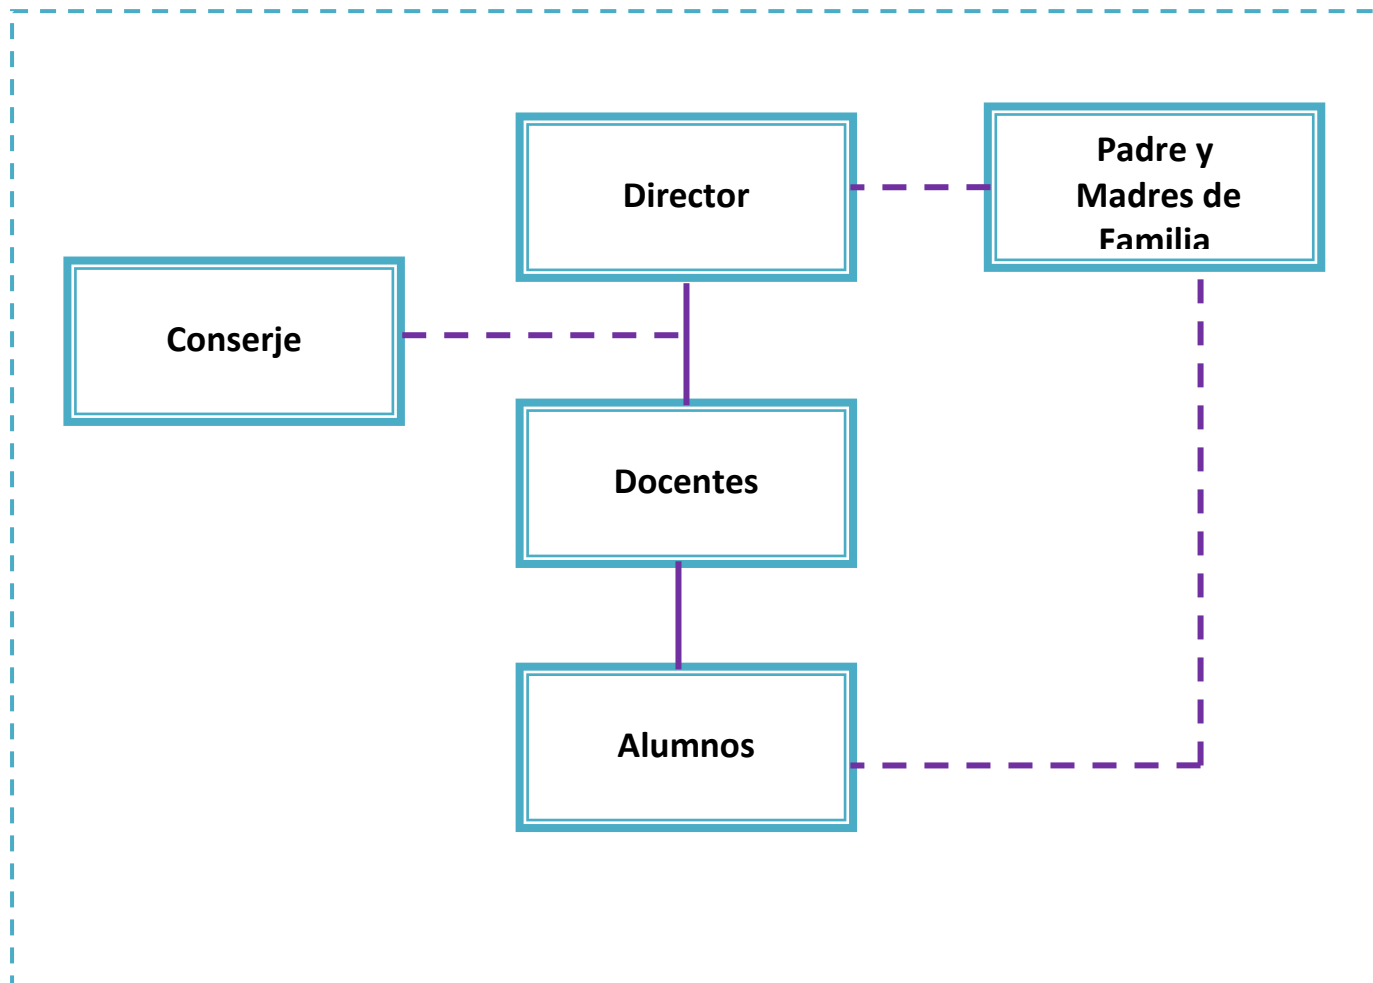 Director
Padre y
Madres de
Familia
Conserje
Docentes
Alumnos